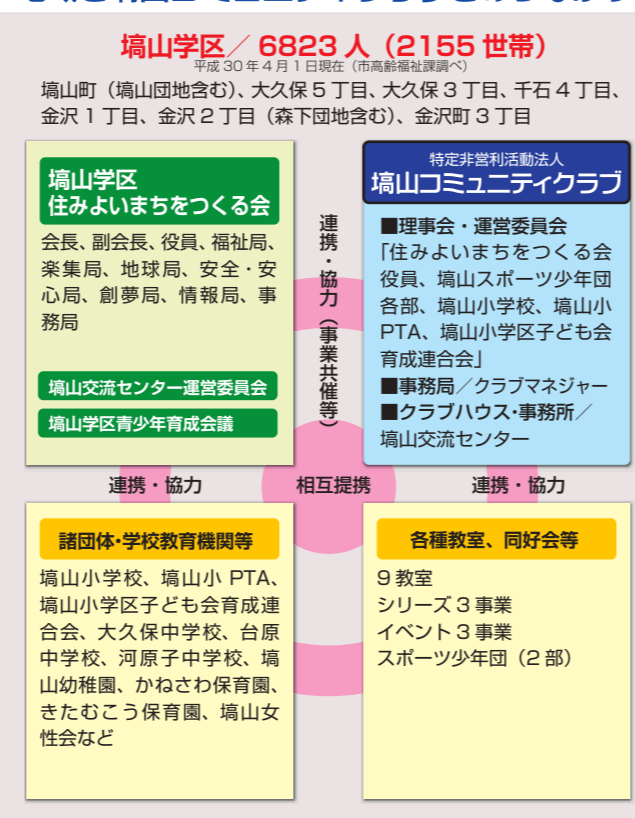 塙山学区／ 6823 人（2155 世帯）
平成 30 年 4 月 1 日現在（市高齢福祉課調べ）
塙山町（塙山団地含む）、大久保 5 丁目、大久保 3 丁目、千石 4 丁目、
金沢 1 丁目、金沢 2 丁目（森下団地含む）、金沢町 3 丁目
塙山学区
住みよいまちをつくる会
会長、副会長、役員、福祉局、
楽集局、地球局、安全・安
心局、創夢局、情報局、事
務局
塙山交流センター運営委員会
塙山学区青少年育成会議
連携・協力（事業共催等）
特定非営利活動法人
塙山コミュニティクラブ
■理事会・運営委員会
「住みよいまちをつくる会
役員、塙山スポーツ少年団
各部、塙山小学校、塙山小
PTA、塙山小学区子ども会
育成連合会」
■事務局／クラブマネジャー
■クラブハウス・事務所／
塙山交流センター
連携・協力
相互提携
連携・協力
諸団体・学校教育機関等
塙山小学校、塙山小 PTA、
塙山小学区子ども会育成連
合会、大久保中学校、台原
中学校、河原子中学校、塙
山幼稚園、かねさわ保育園、
きたむこう保育園、塙山女
性会など
各種教室、同好会等
9 教室
シリーズ 3 事業
イベント 3 事業
スポーツ少年団（2 部）